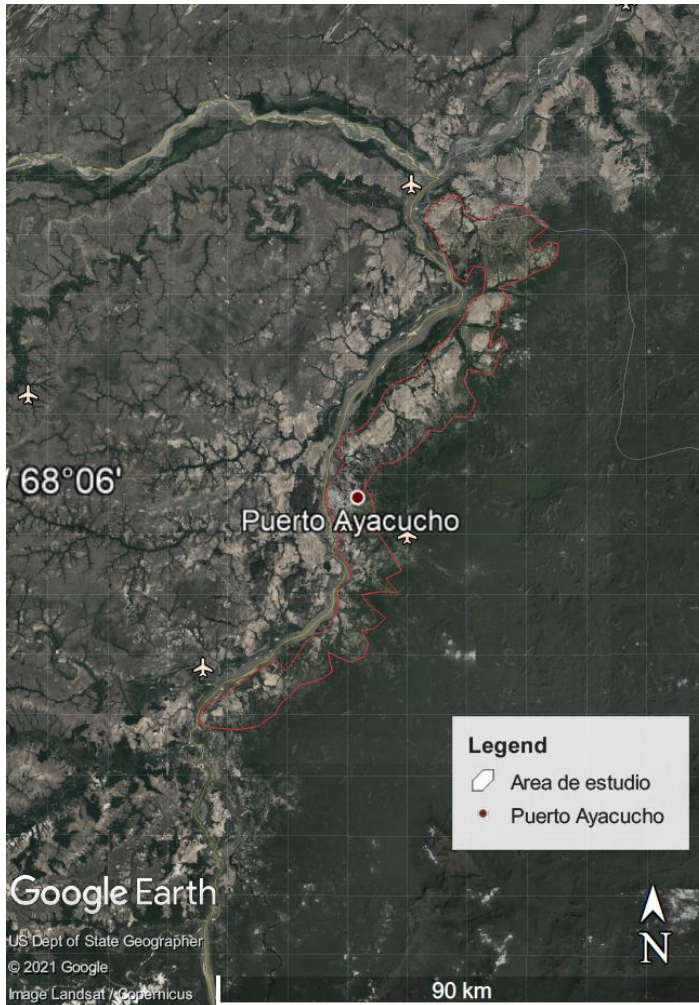 / 68°06'
Puerto Ayacucho
Legend
Area de estudio
Puerto Ayacucho
Google Earth
US Dept of State Geographer
© 2021 Google
Image Landsat / Copernicus
N
90 km